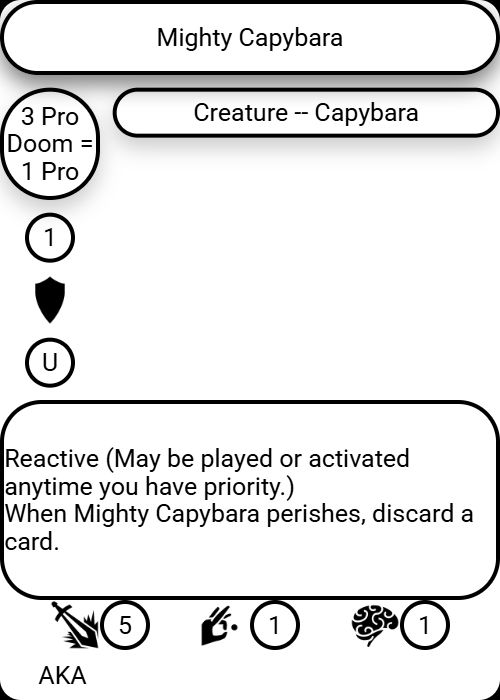 Mighty Capybara
3 Pro
Doom =
1 Pro
Creature -- Capybara
1
U
Reactive (May be played or activated
anytime you have priority.)
When Mighty Capybara perishes, discard a
card.
5
1
1
AKA